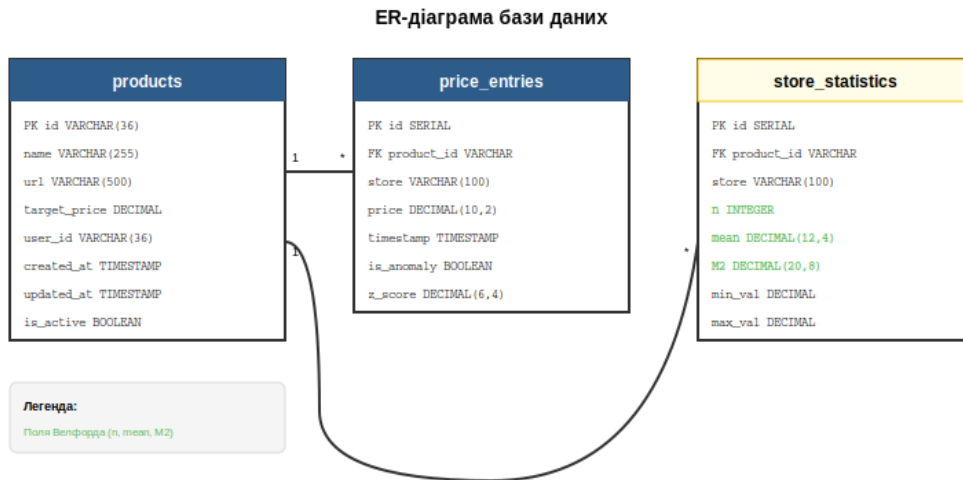 ER-діаграма бази даних
products
PK id VARCHAR(36)
name VARCHAR(255)
url VARCHAR(500)
target_price DECIMAL
user_id VARCHAR(36)
created_at TIMESTAMP
updated_at TIMESTAMP
is_active BOOLEAN
1
*
1
*
price_entries
PK id SERIAL
FK product_id VARCHAR
store VARCHAR(100)
price DECIMAL(10,2)
timestamp TIMESTAMP
is_anomaly BOOLEAN
z_score DECIMAL(6,4)
store_statistics
PK id SERIAL
FK product_id VARCHAR
store VARCHAR(100)
n INTEGER
mean DECIMAL(12,4)
M2 DECIMAL(20,8)
min_val DECIMAL
max_val DECIMAL
Легенда:
Поля Велфорда (n, mean, M2)